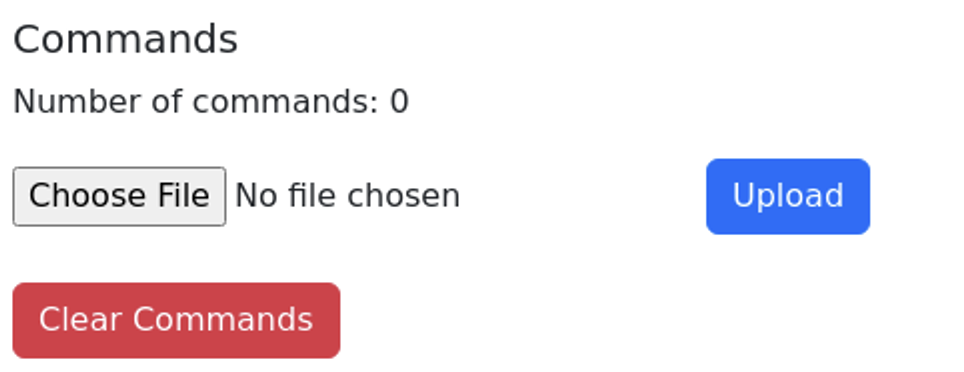 Commands
Number of commands: 0
Choose File No file chosen Upload
Clear Commands